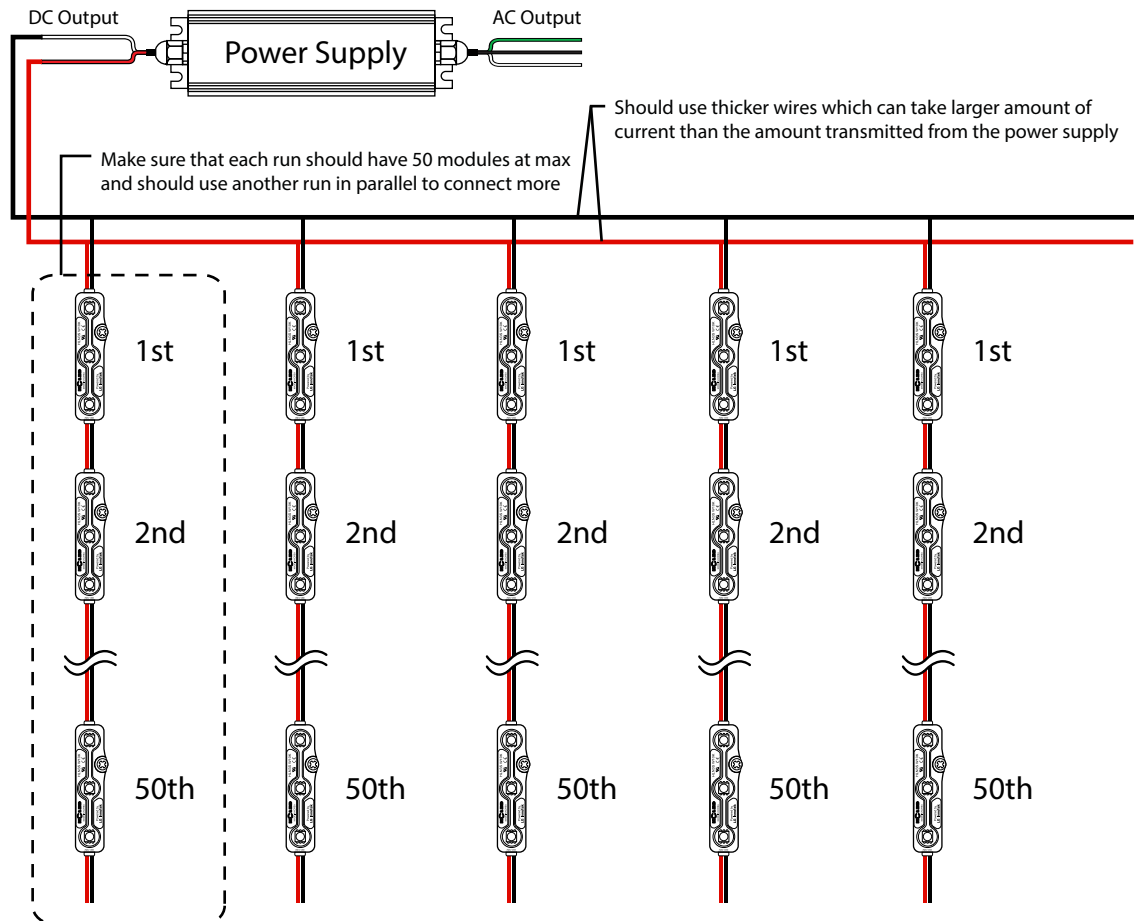 DC Output
AC Output
Power Supply
Should use thicker wires which can take larger amount of
current than the amount transmitted from the power supply
Make sure that each run should have 50 modules at max
and should use another run in parallel to connect more
1st
1st
1st
1st
1st
2nd
2nd
2nd
2nd
2nd
50th
50th
50th
50th
50th